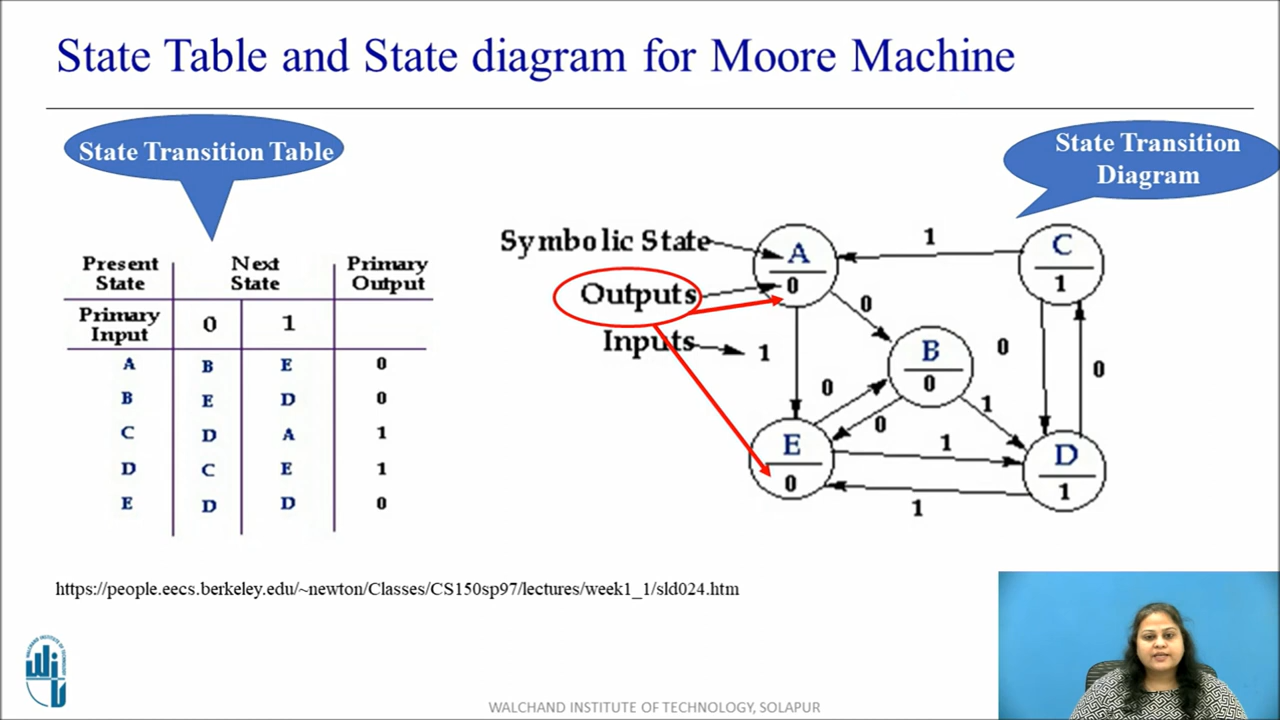 State Table and State diagram for Moore Machine
State Transition Table
State Transition
Diagram
Present
State
Next
State
Primary
Output
Primary
Input
0 1
A B E 0
B E D 0
C D A 1
D C E 1
E D D 0
Symbolic State
Outputs
Inputs
1
A
0
1
C
1
0
B
0
0
0
0
0
1
1
E
0
D
1
1
https://people.eecs.berkeley.edu/~newton/Classes/CS150sp97/lectures/week1_1/sld024.htm
WALCHAND INSTITUTE OF TECHNOLOGY, SOLAPUR